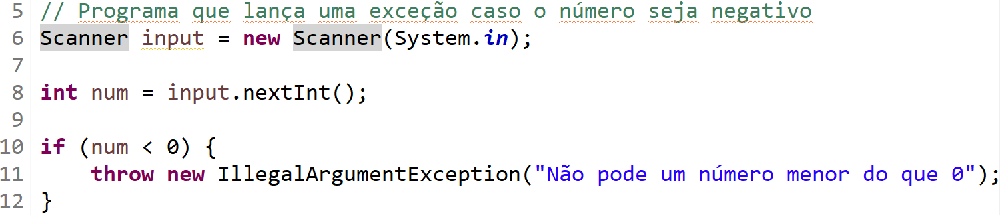 5 // Programa que lança uma exceção caso o número seja negativo
6 Scanner input = new Scanner(System.in);
7
8 int num = input.nextInt();
9
10 if (num < 0) {
11     throw new IllegalArgumentException("Não pode um número menor do que 0");
12 }